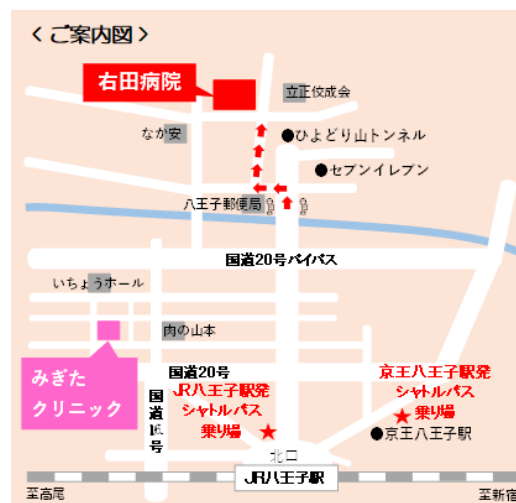 〈 ご案内図 〉
右田病院
立正佼成会
なか安
●ひよどり山トンネル
●セブンイレブン
八王子郵便局
国道20号バイパス
いちょうホール
肉の山本
みぎた
クリニック
国道20号
国道16号
JR八王子駅発
シャトルバス
乗り場
京王八王子駅発
シャトルバス
乗り場
●京王八王子駅
北口
JR八王子駅
至高尾
至新宿